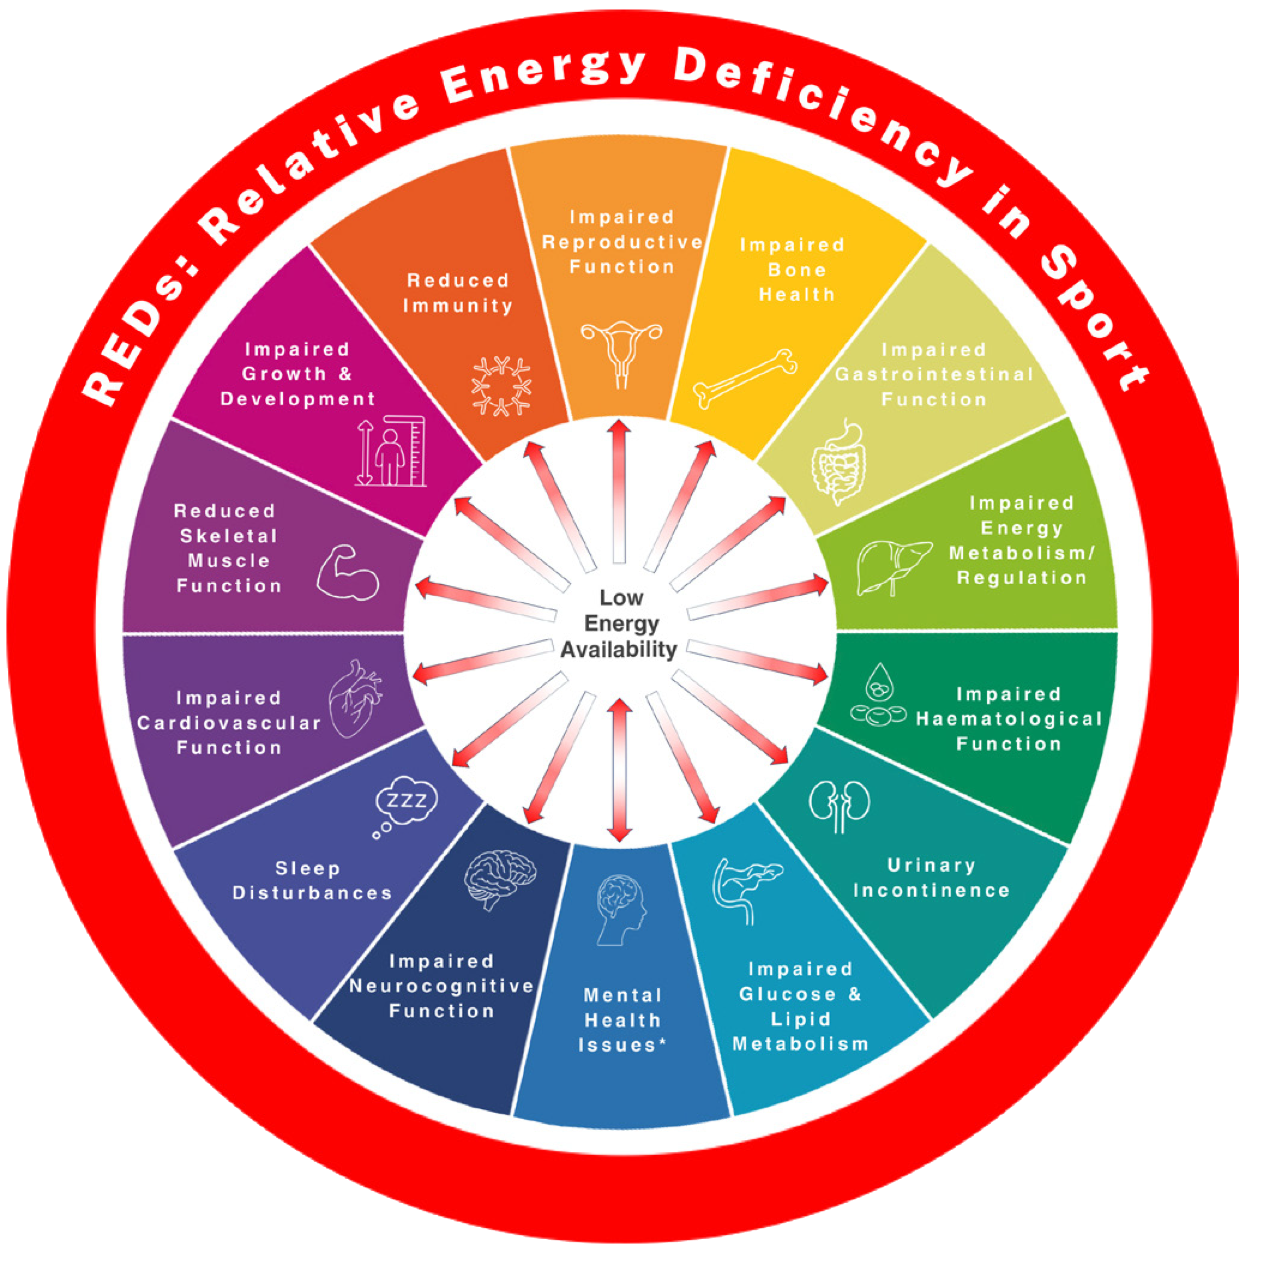 REDs: Relative Energy Deficiency in Sport
Impaired
Reproductive
Function
Impaired
Bone
Health
Impaired
Gastrointestinal
Function
Impaired
Energy
Metabolism/
Regulation
Impaired
Haematological
Function
Urinary
Incontinence
Impaired
Glucose &
Lipid
Metabolism
Mental
Health
Issues*
Impaired
Neurocognitive
Function
Sleep
Disturbances
zzz
Impaired
Cardiovascular
Function
Reduced
Skeletal
Muscle
Function
Impaired
Growth &
Development
Reduced
Immunity
Low
Energy
Availability